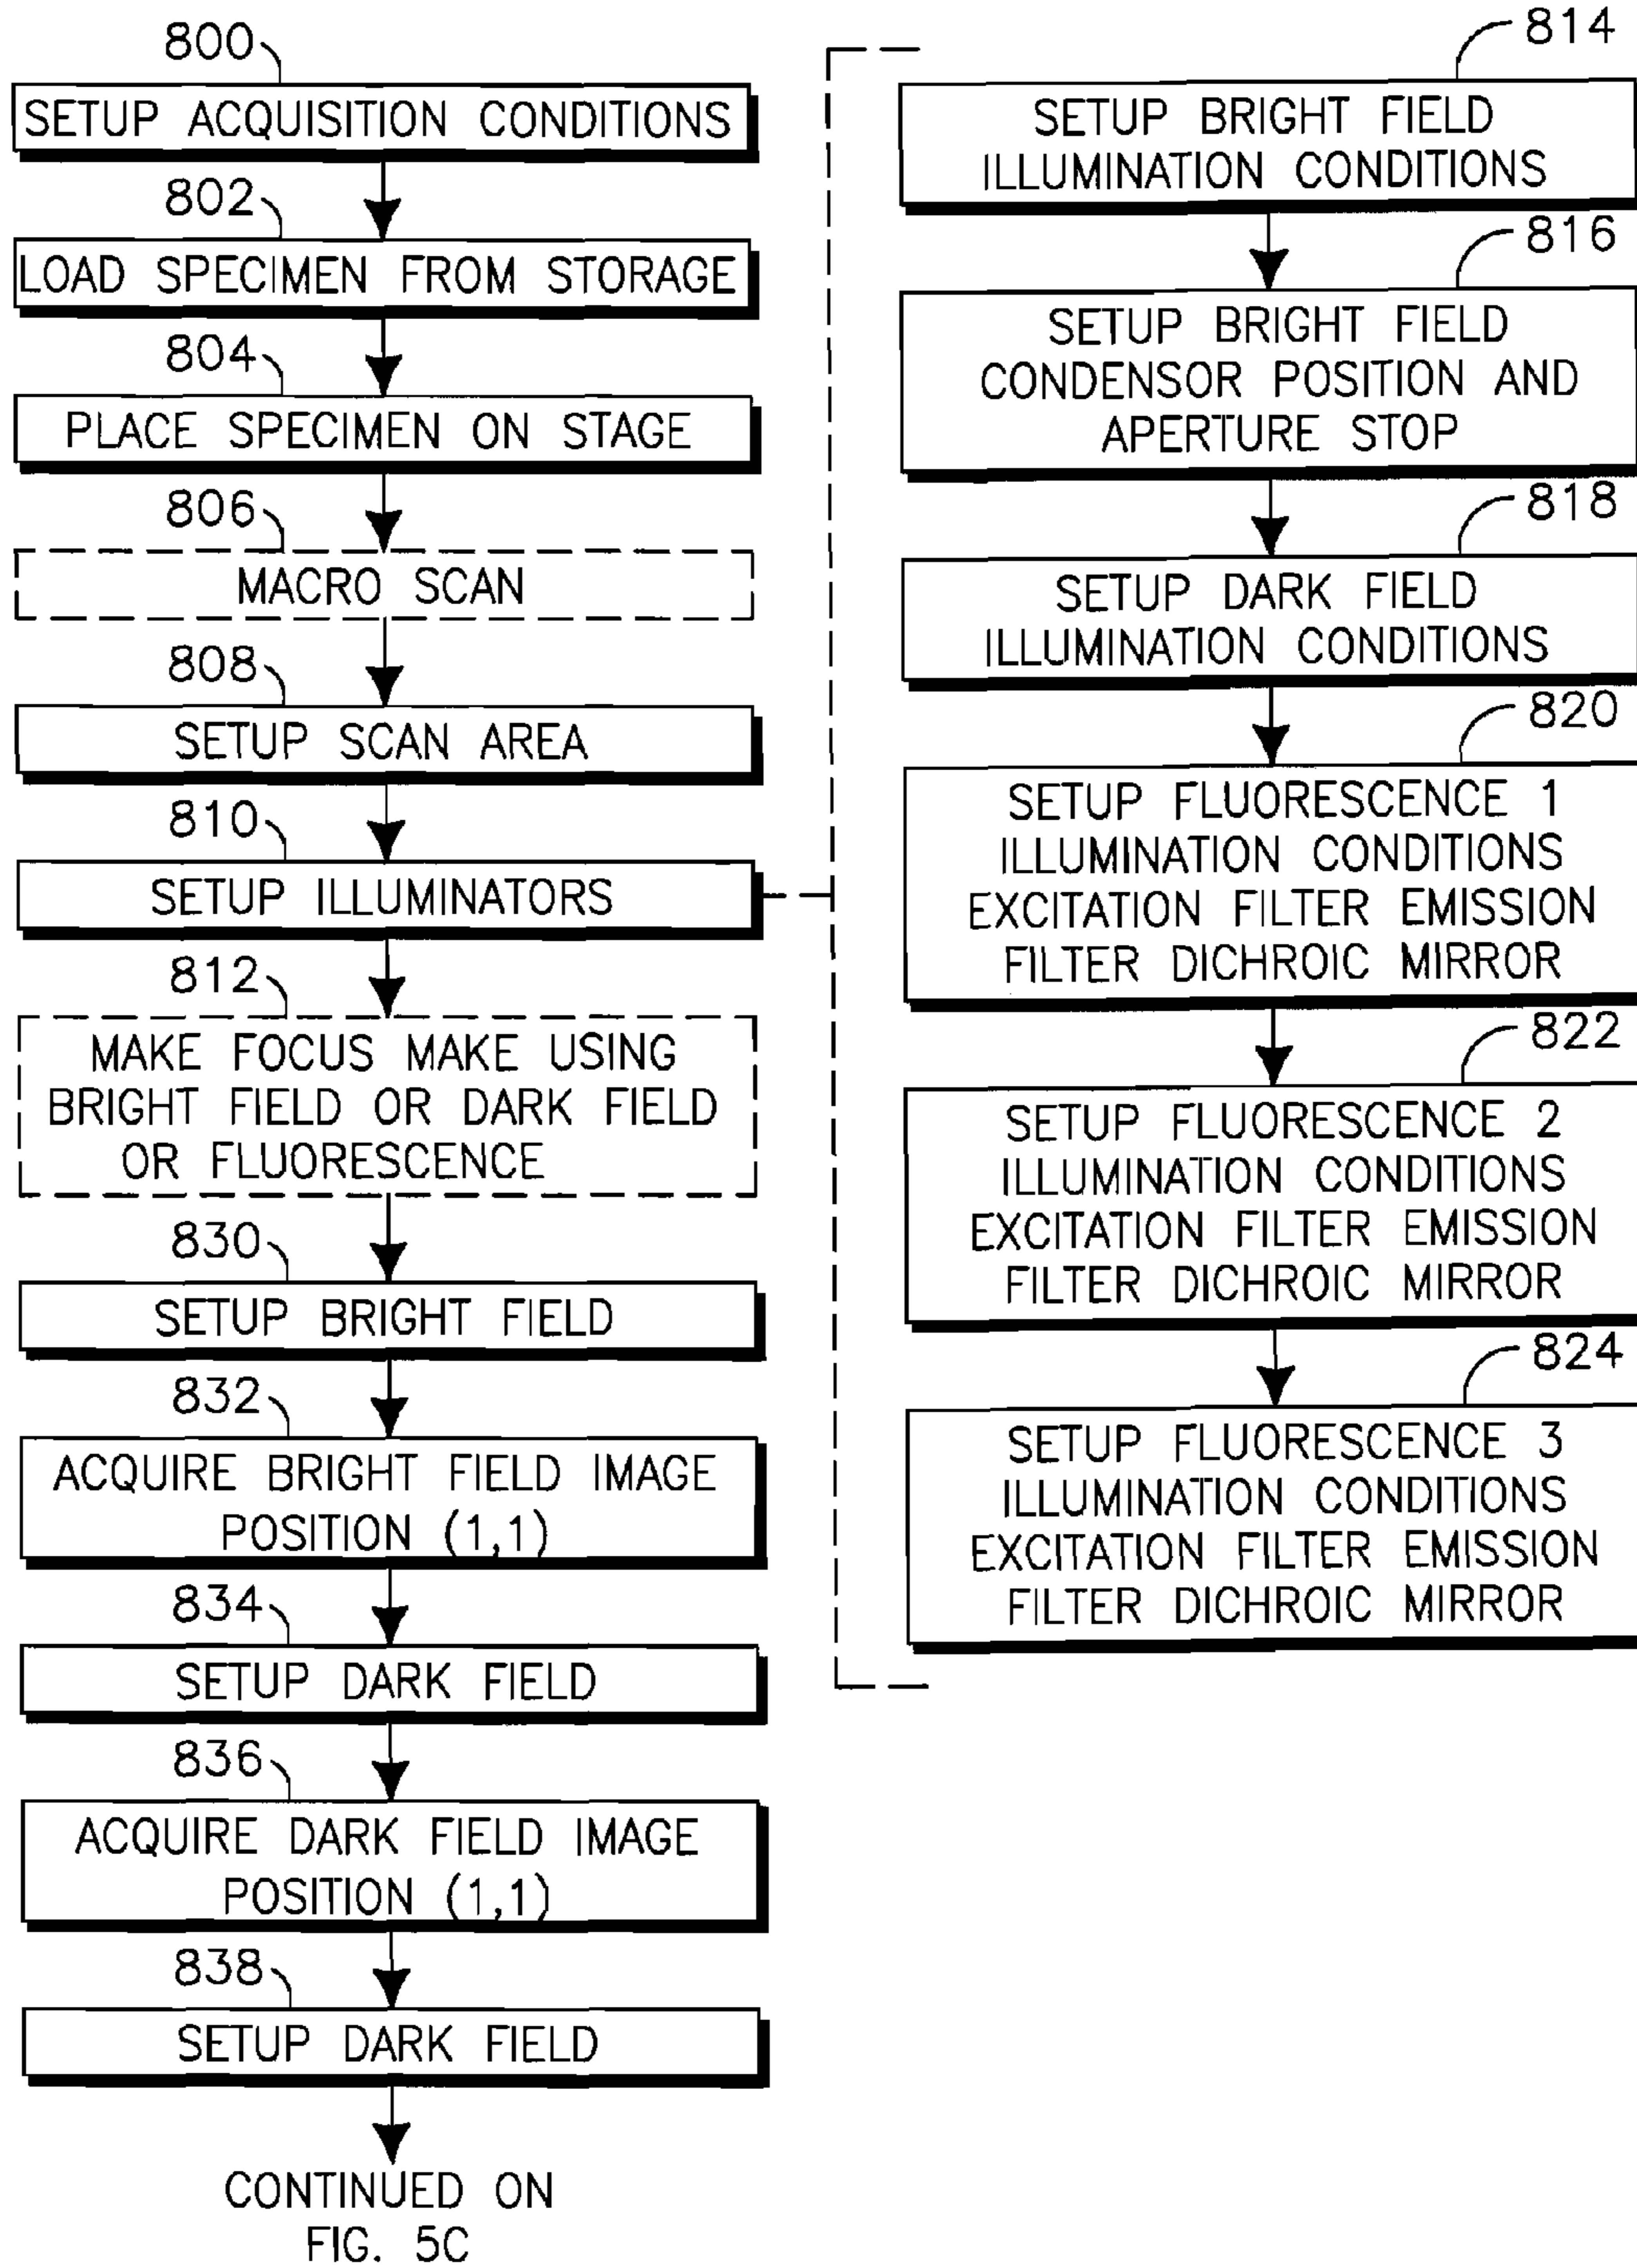 800
SETUP ACQUISITION CONDITIONS
802
LOAD SPECIMEN FROM STORAGE
804
PLACE SPECIMEN ON STAGE
806
MACRO SCAN
808
SETUP SCAN AREA
810
SETUP ILLUMINATORS
812
MAKE FOCUS MAKE USING
BRIGHT FIELD OR DARK FIELD
OR FLUORESCENCE
830
SETUP BRIGHT FIELD
832
ACQUIRE BRIGHT FIELD IMAGE
POSITION (1,1)
834
SETUP DARK FIELD
836
ACQUIRE DARK FIELD IMAGE
POSITION (1,1)
838
SETUP DARK FIELD
CONTINUED ON
FIG. 5C
814
SETUP BRIGHT FIELD
ILLUMINATION CONDITIONS
816
SETUP BRIGHT FIELD
CONDENSOR POSITION AND
APERTURE STOP
818
SETUP DARK FIELD
ILLUMINATION CONDITIONS
820
SETUP FLUORESCENCE 1
ILLUMINATION CONDITIONS
EXCITATION FILTER EMISSION
FILTER DICHROIC MIRROR
822
SETUP FLUORESCENCE 2
ILLUMINATION CONDITIONS
EXCITATION FILTER EMISSION
FILTER DICHROIC MIRROR
824
SETUP FLUORESCENCE 3
ILLUMINATION CONDITIONS
EXCITATION FILTER EMISSION
FILTER DICHROIC MIRROR